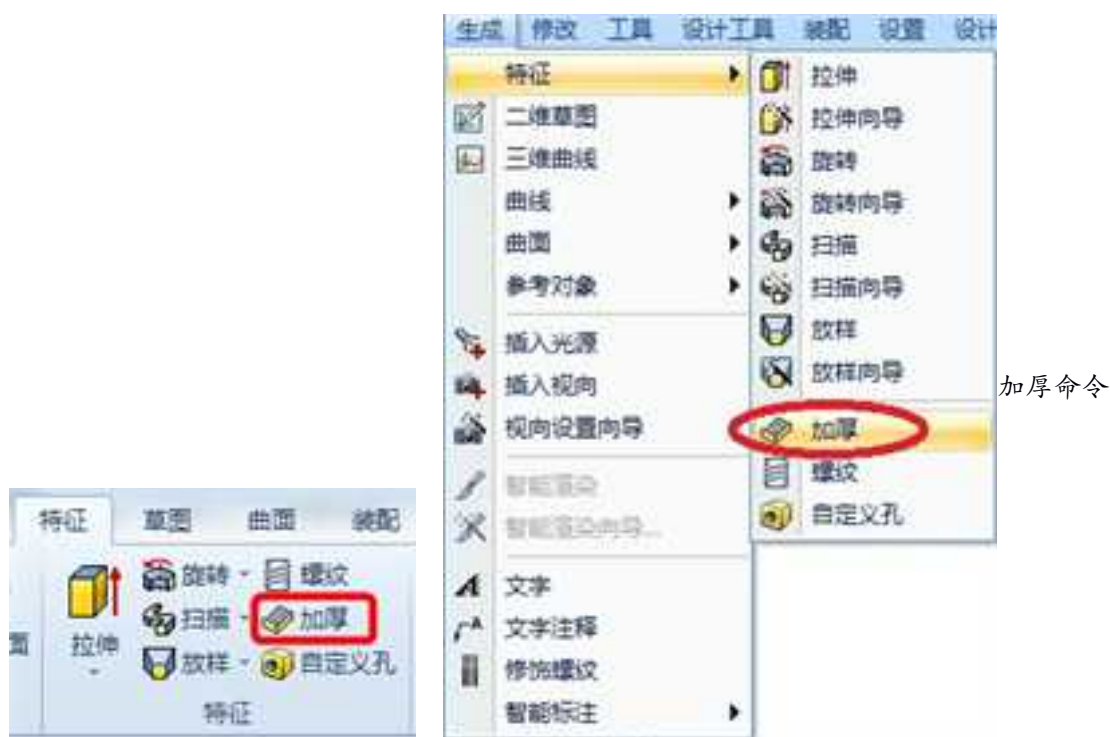 生成 修改 工具 设计工具 装配 设置 设计
特征
二维草图
三维曲线
曲线
曲面
参考对象
插入光源
插入视向
视向设置向导
智能渲染
智能渲染向导...
文字
文字注释
修饰螺纹
智能标注
拉伸
拉伸向导
旋转
旋转向导
扫描
扫描向导
放样
放样向导
加厚
螺纹
自定义孔
加厚命令
特征 草图 曲面 装配
面
拉伸
旋转 螺纹
扫描 加厚
放样 自定义孔
特征